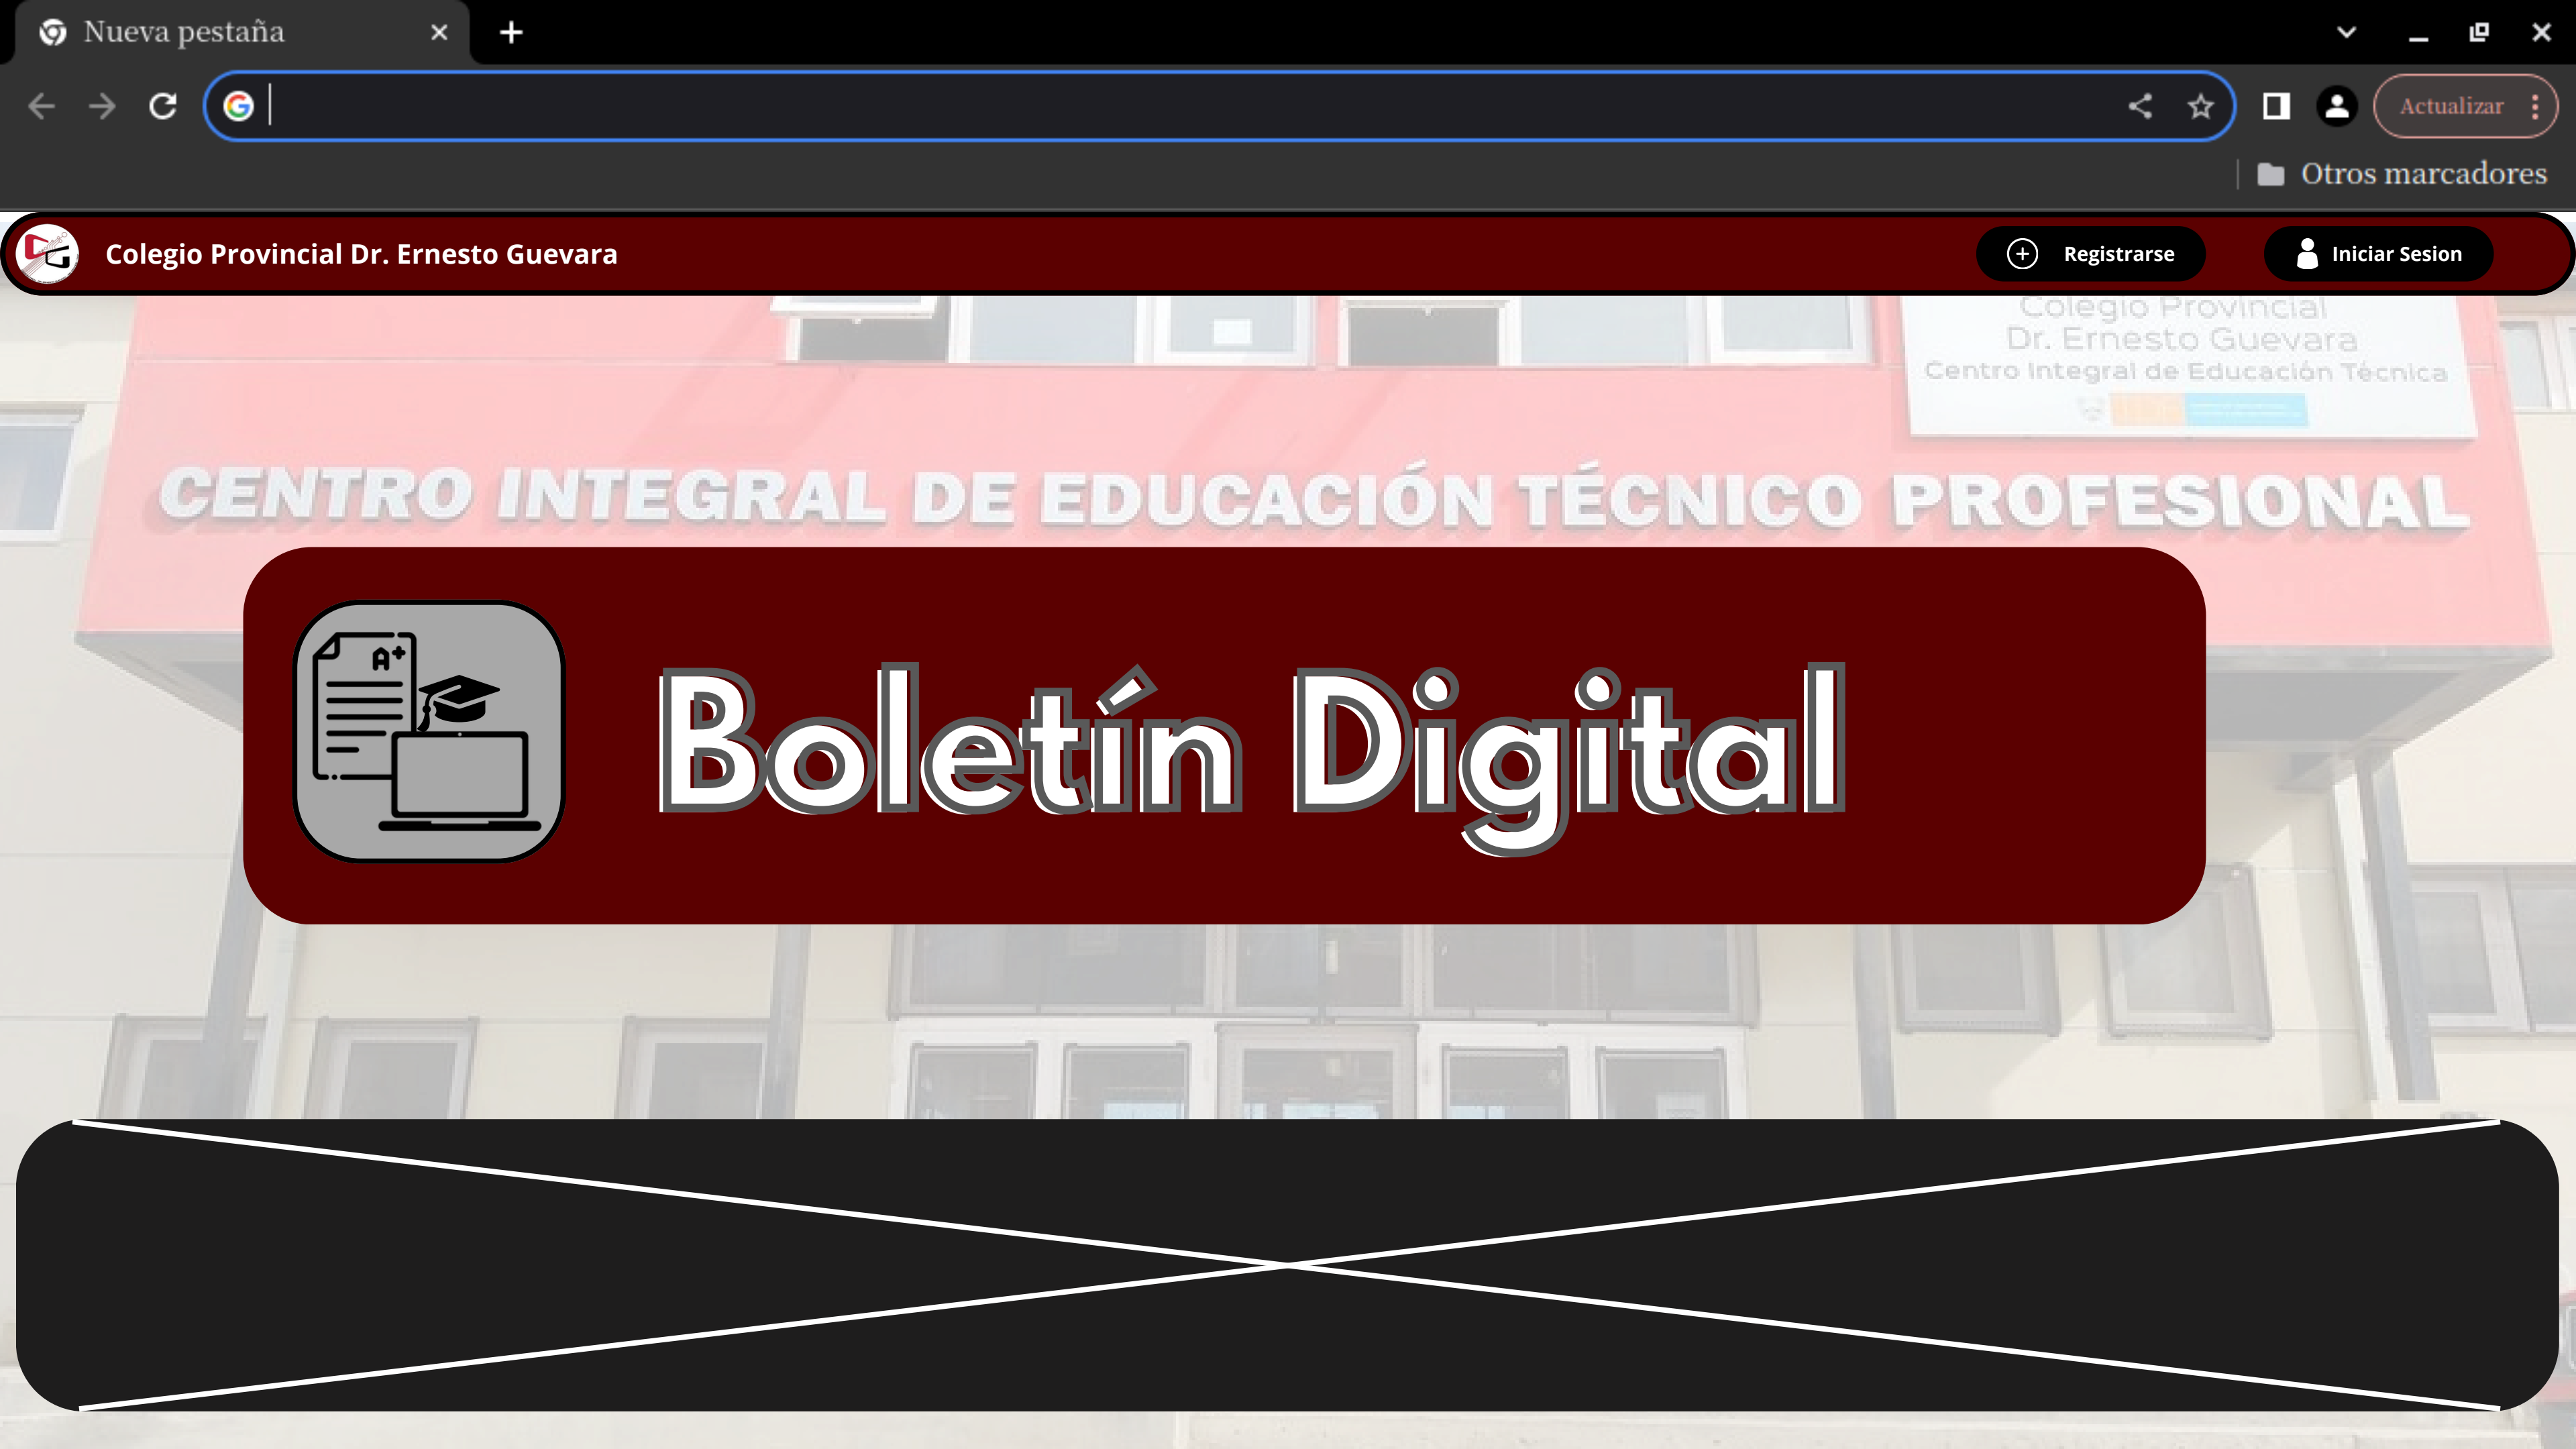 Nueva pestaña
Actualizar
Otros marcadores
Colegio Provincial Dr. Ernesto Guevara
Registrarse
Iniciar Sesion
Colegio Provincial
Dr. Ernesto Guevara
Centro Integral de Educación Técnica
CENTRO INTEGRAL DE EDUCACIÓN TÉCNICO PROFESIONAL
A+
Boletín Digital